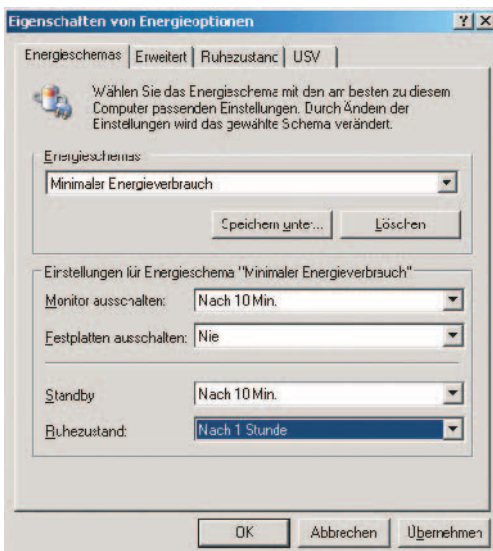 Eigenschaften von Energieoptionen
Energieschemas Erweitert Ruhezustand USV
Wählen Sie das Energieschema mit den am besten zu diesem
Computer passenden Einstellungen. Durch Ändern der
Einstellungen wird das gewählte Schema verändert.
Energieschemas
Minimaler Energieverbrauch
Speichern unter... Löschen
Einstellungen für Energieschema "Minimaler Energieverbrauch"
Monitor ausschalten: Nach 10 Min.
Festplatten ausschalten: Nie
Standby Nach 10 Min.
Ruhezustand: Nach 1 Stunde
OK Abbrechen Übernehmen